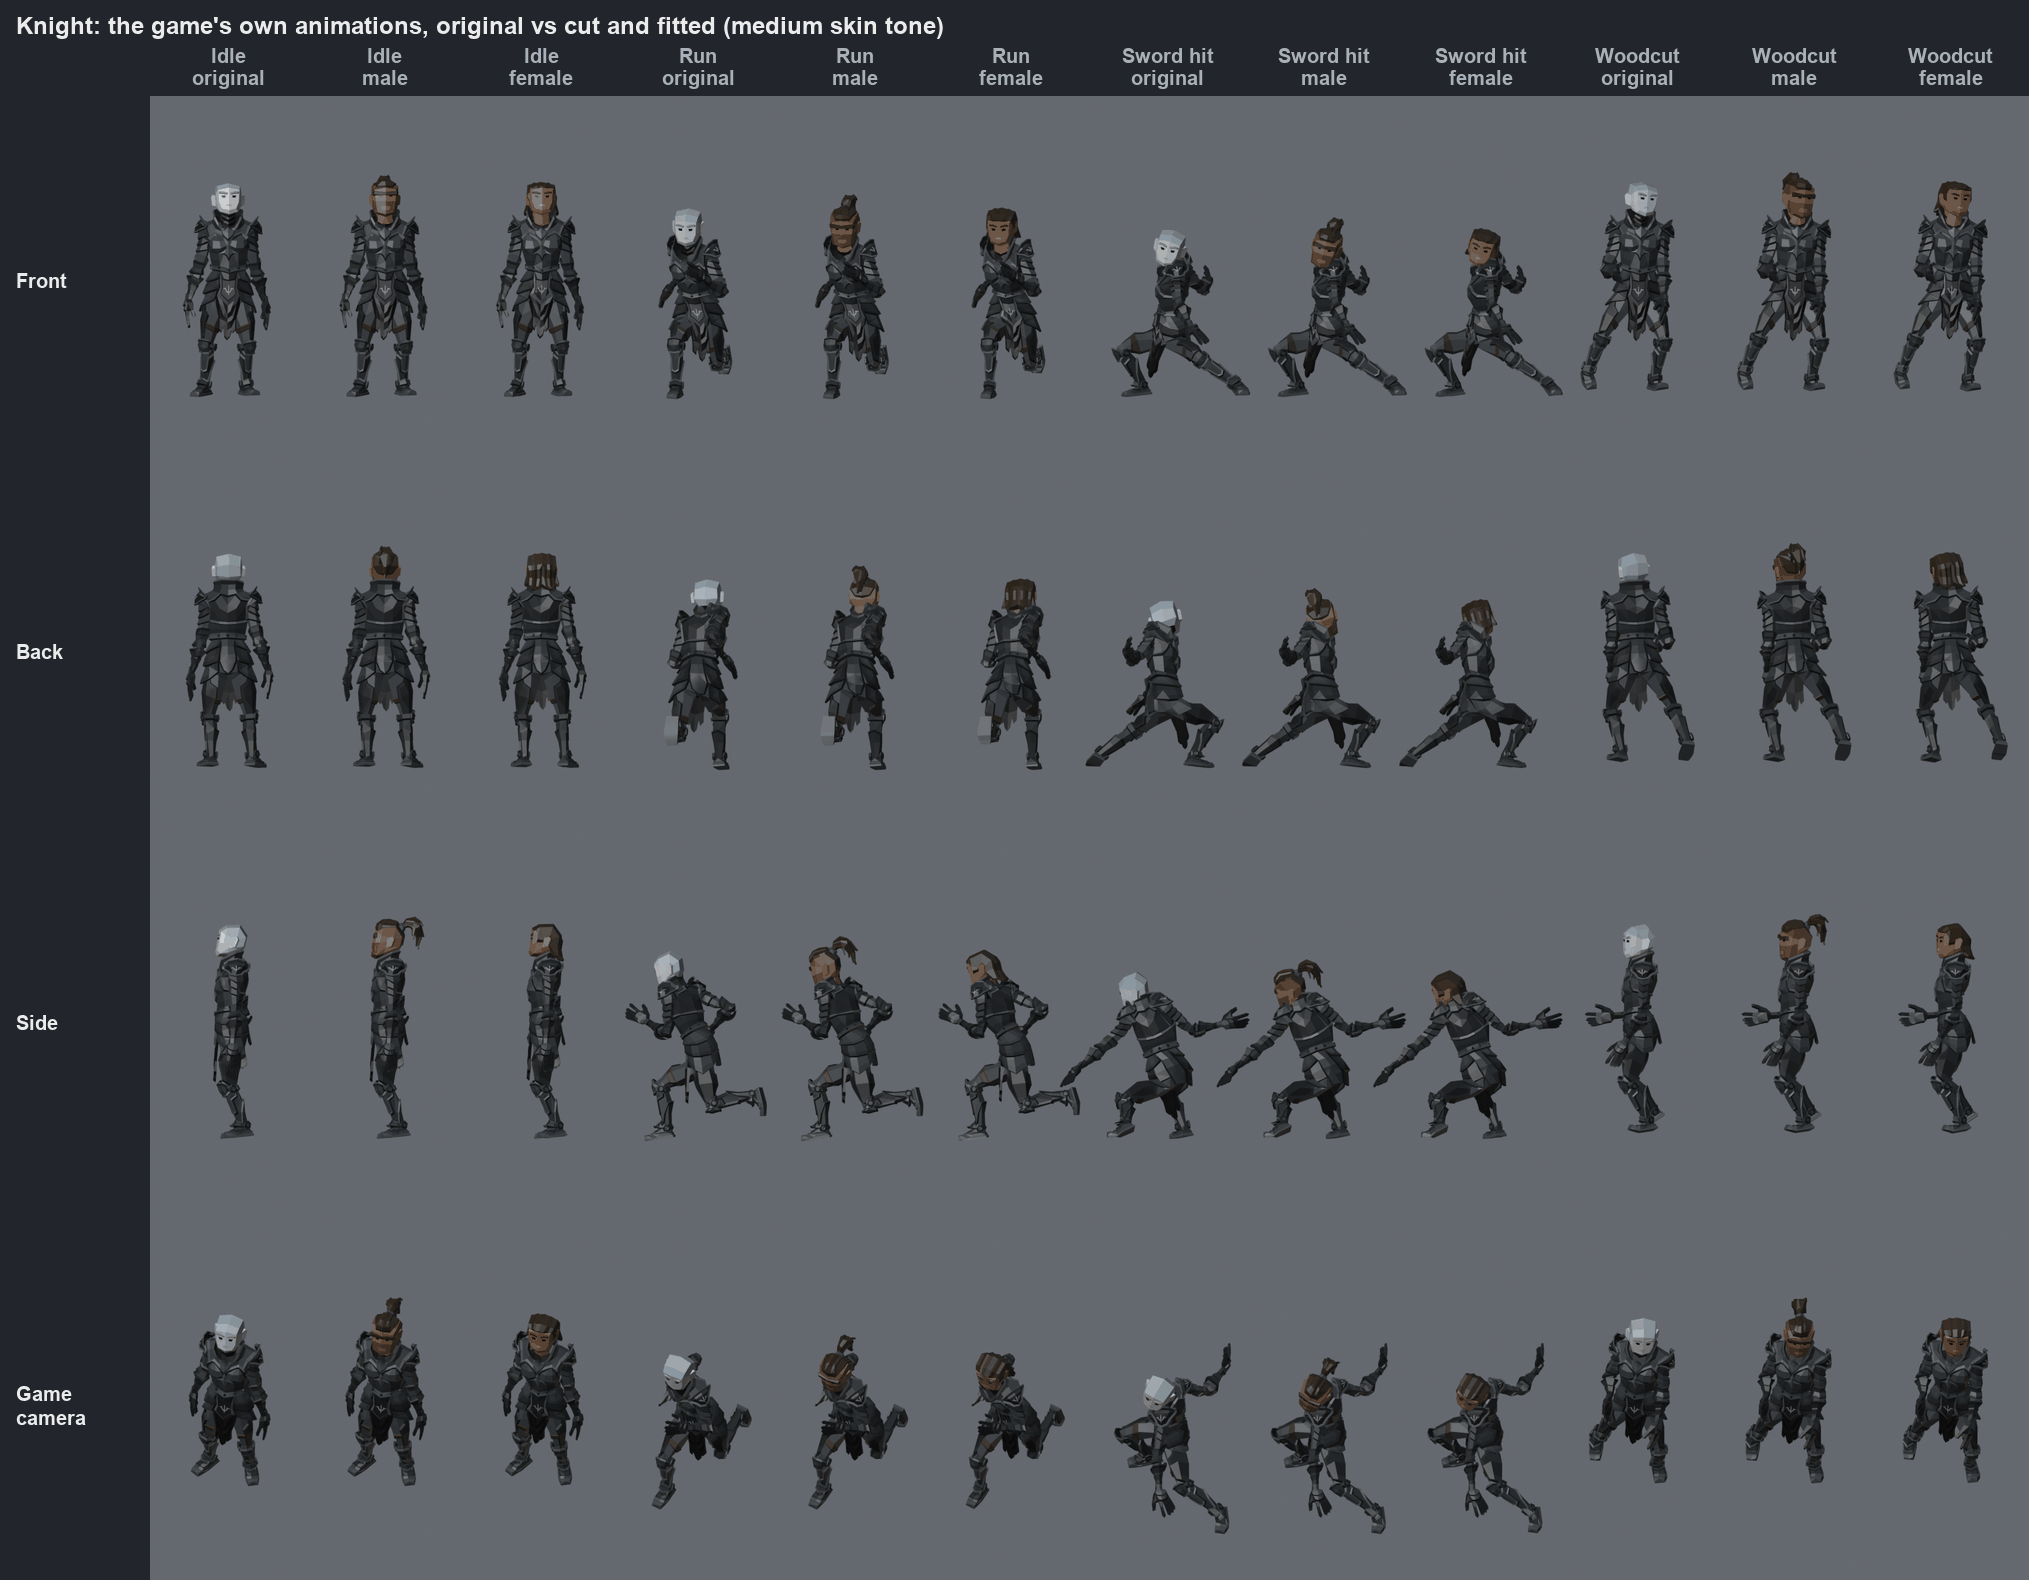 Knight: the game's own animations, original vs cut and fitted (medium skin tone)
Idle original
Idle male
Idle female
Run original
Run male
Run female
Sword hit original
Sword hit male
Sword hit female
Woodcut original
Woodcut male
Woodcut female
Front
Back
Side
Game camera